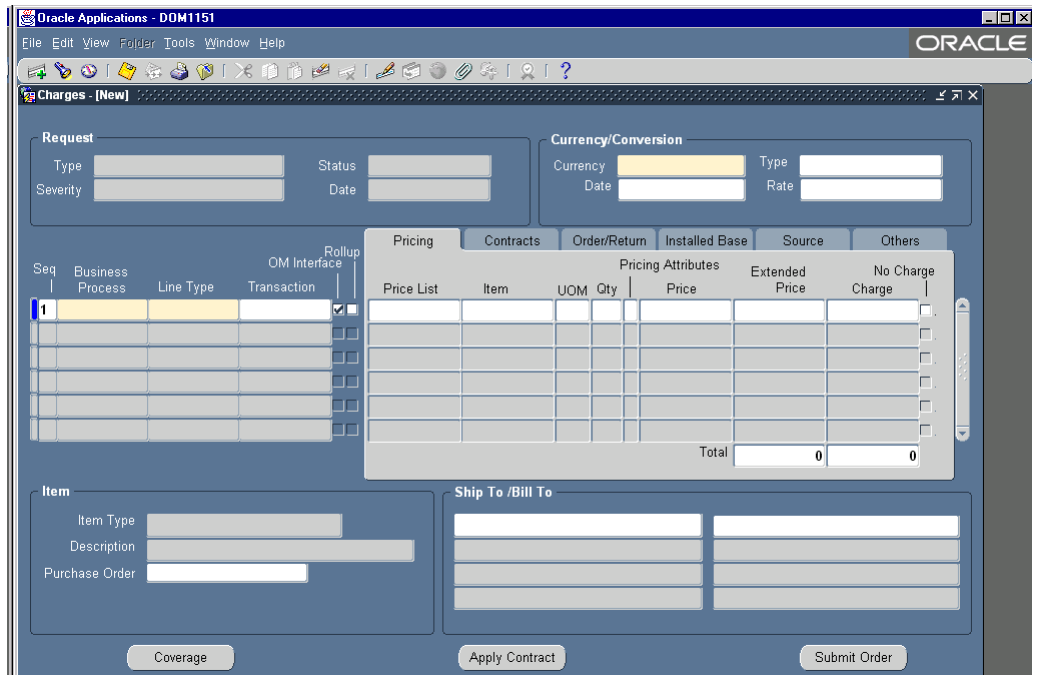 Oracle Applications - DOM1151
File Edit View Folder Tools Window Help
ORACLE
Charges - [New]
Request
Type
Status
Severity
Date
Currency/Conversion
Currency
Type
Date
Rate
Pricing Contracts Order/Return Installed Base Source Others
Rollup
OM Interface
Seq
Business Process
Line Type
Transaction
Pricing Attributes
Price List
Item
UOM
Qty
Price
Extended Price
Charge
No Charge
1
Total 0 0
Item
Item Type
Description
Purchase Order
Ship To /Bill To
Coverage
Apply Contract
Submit Order